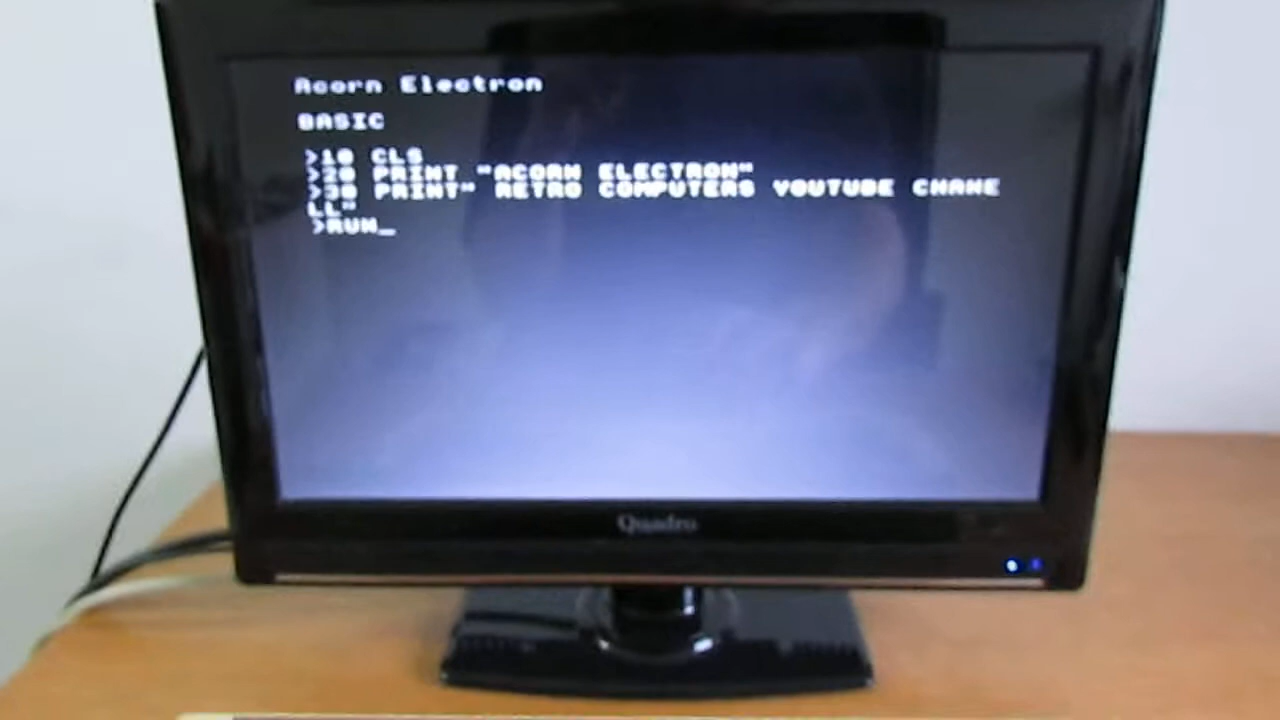 Acorn Electron
BASIC
>10 CLS
>20 PRINT "ACORN ELECTRON"
>30 PRINT" RETRO COMPUTERS YOUTUBE CHANE
LL"
>RUN_
Quadro